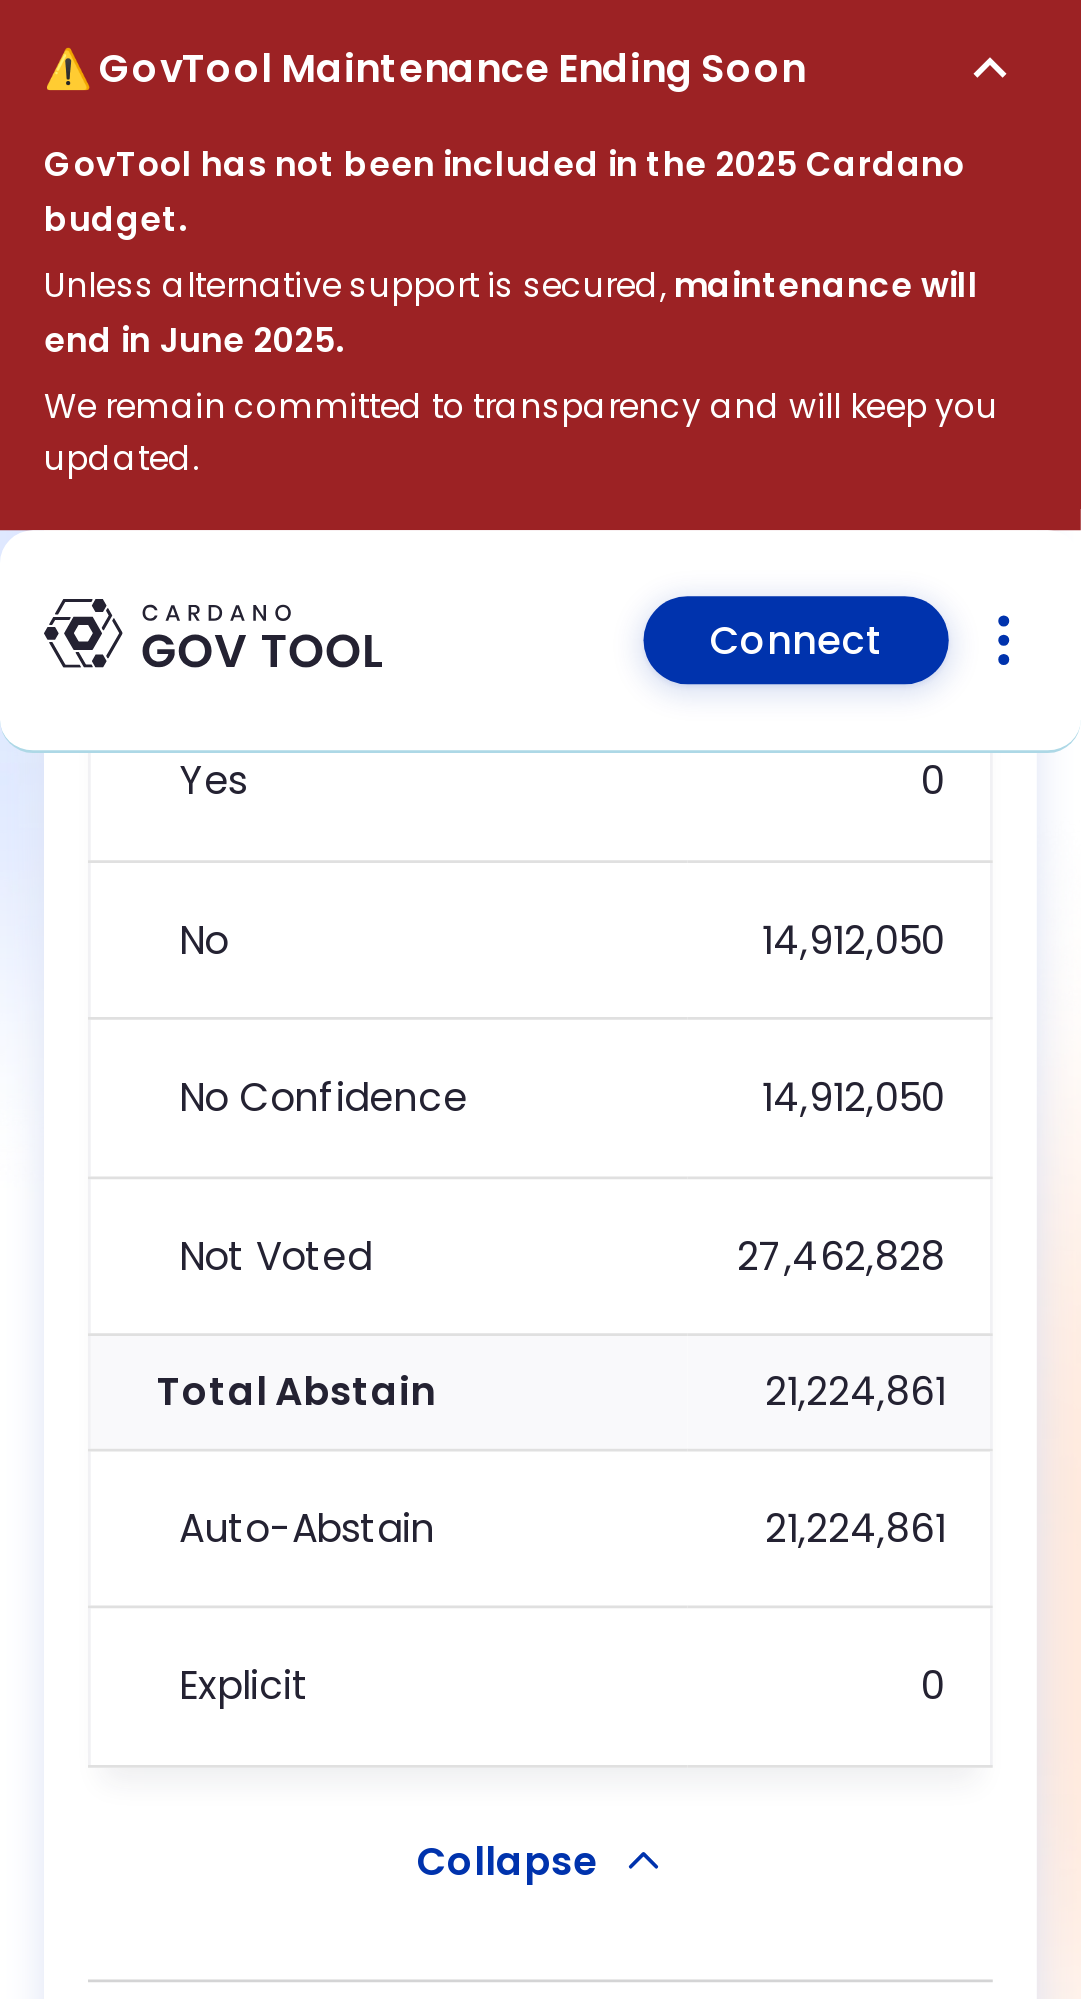 ⚠️ GovTool Maintenance Ending Soon
GovTool has not been included in the 2025 Cardano
budget.
Unless alternative support is secured, maintenance will
end in June 2025.
We remain committed to transparency and will keep you
updated.
CARDANO
GOV TOOL
Connect
Yes 0
No 14,912,050
No Confidence 14,912,050
Not Voted 27,462,828
Total Abstain 21,224,861
Auto-Abstain 21,224,861
Explicit 0
Collapse